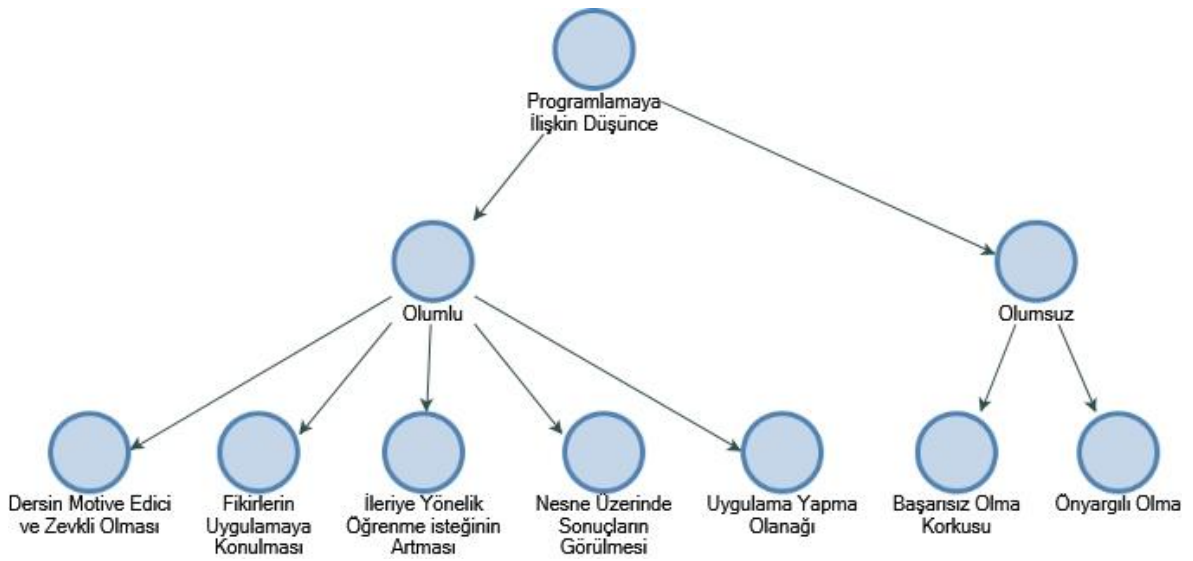 Programlamaya
İlişkin Düşünce
Olumlu
Olumsuz
Dersin Motive Edici
ve Zevkli Olması
Fikirlerin
Uygulamaya
Konulması
İleriye Yönelik
Öğrenme isteğinin
Artması
Nesne Üzerinde
Sonuçların
Görülmesi
Uygulama Yapma
Olanağı
Başarısız Olma
Korkusu
Önyargılı Olma